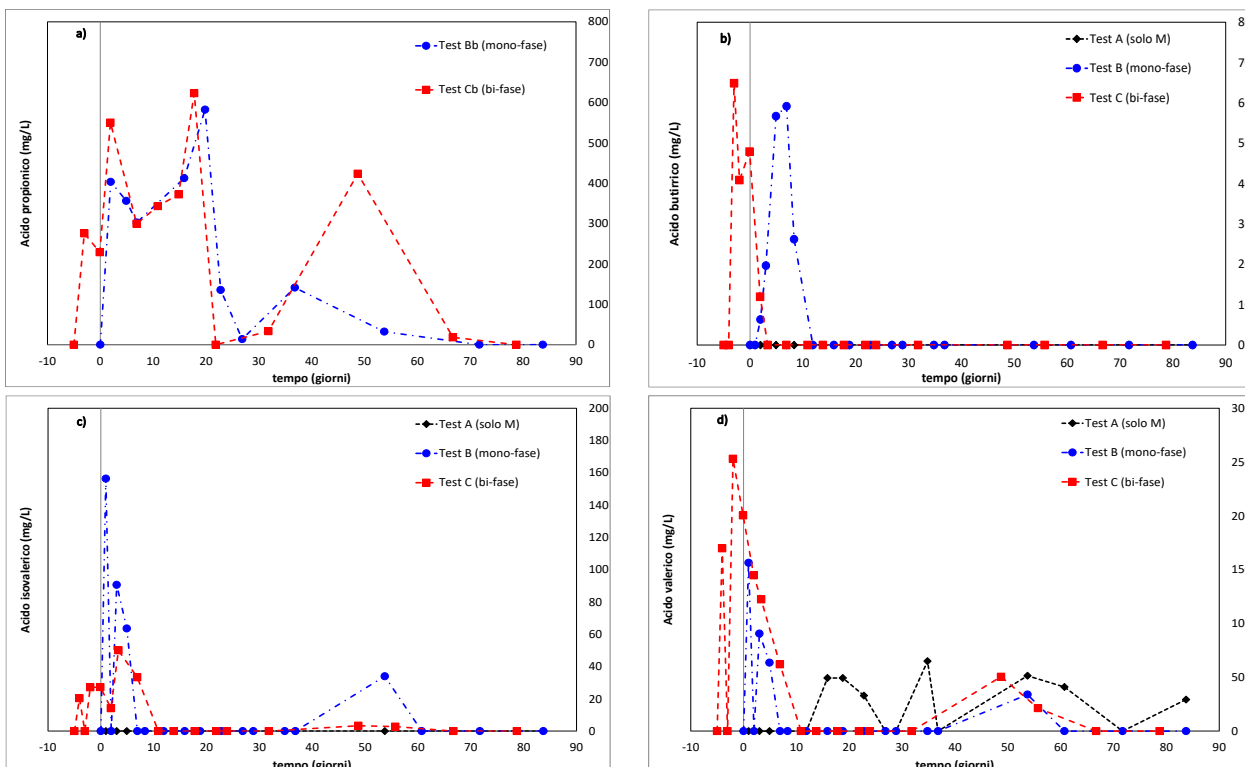 a)
Test Bb (mono-fase)
Test Cb (bi-fase)
Acido propionico (mg/L)
800
700
600
500
400
300
200
100
0
-10 0 10 20 30 40 50 60 70 80 90
tempo (giorni)
b)
Test A (solo M)
Test B (mono-fase)
Test C (bi-fase)
Acido butirrico (mg/L)
8
7
6
5
4
3
2
1
0
-10 0 10 20 30 40 50 60 70 80 90
tempo (giorni)
c)
Test A (solo M)
Test B (mono-fase)
Test C (bi-fase)
Acido isovalerico (mg/L)
200
180
160
140
120
100
80
60
40
20
0
-10 0 10 20 30 40 50 60 70 80 90
tempo (giorni)
d)
Test A (solo M)
Test B (mono-fase)
Test C (bi-fase)
Acido valerico (mg/L)
30
25
20
15
10
50
0
-10 0 10 20 30 40 50 60 70 80 90
tempo (giorni)